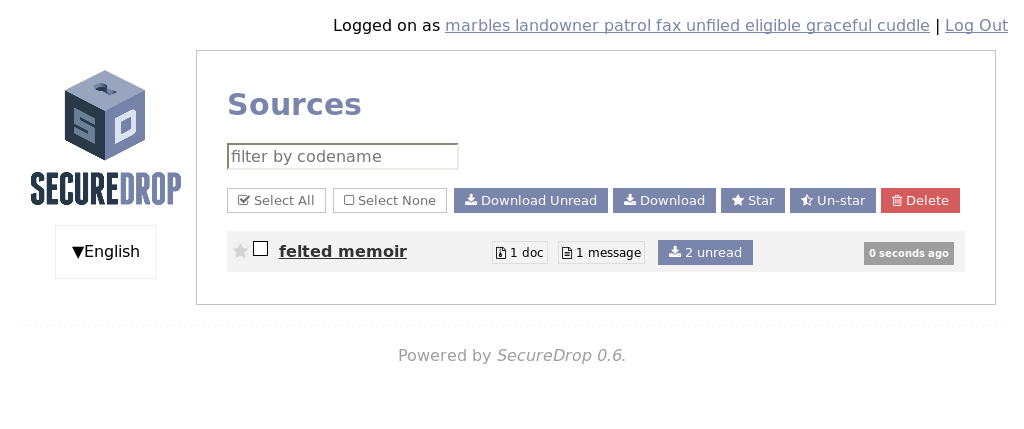 Logged on as marbles landowner patrol fax unfiled eligible graceful cuddle | Log Out
SD
SECUREDROP
▼English
Sources
filter by codename
Select All Select None Download Unread Download Star Un-star Delete
felted memoir 1 doc 1 message 2 unread 0 seconds ago
Powered by SecureDrop 0.6.